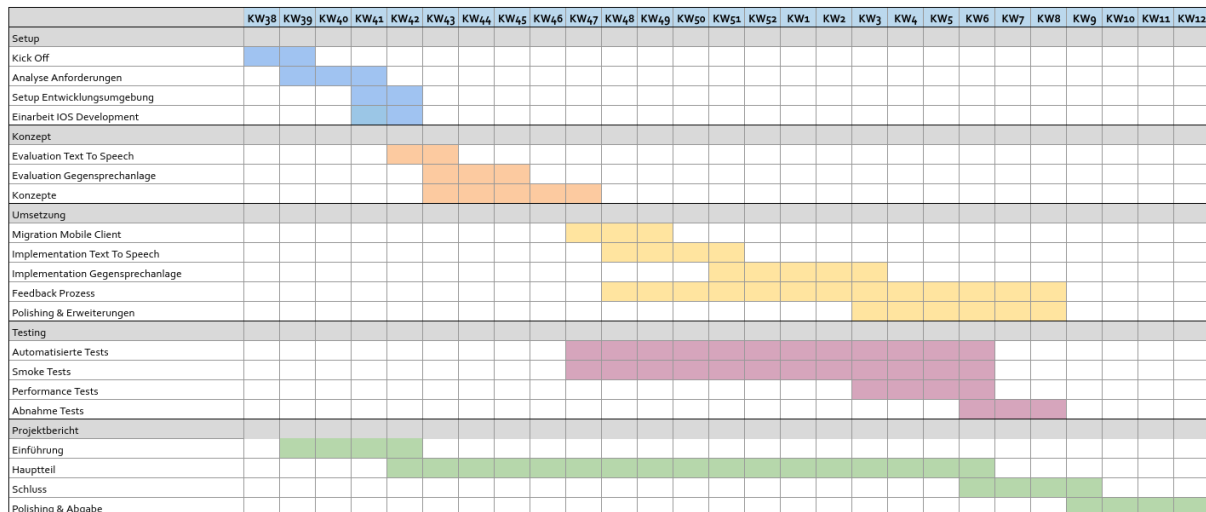 KW38 KW39 KW40 KW41 KW42 KW43 KW44 KW45 KW46 KW47 KW48 KW49 KW50 KW51 KW52 KW1 KW2 KW3 KW4 KW5 KW6 KW7 KW8 KW9 KW10 KW11 KW12
Setup
Kick Off
Analyse Anforderungen
Setup Entwicklungsumgebung
Einarbeit IOS Development
Konzept
Evaluation Text To Speech
Evaluation Gegensprechanlage
Konzepte
Umsetzung
Migration Mobile Client
Implementation Text To Speech
Implementation Gegensprechanlage
Feedback Prozess
Polishing & Erweiterungen
Testing
Automatisierte Tests
Smoke Tests
Performance Tests
Abnahme Tests
Projektbericht
Einführung
Hauptteil
Schluss
Polishing & Abgabe